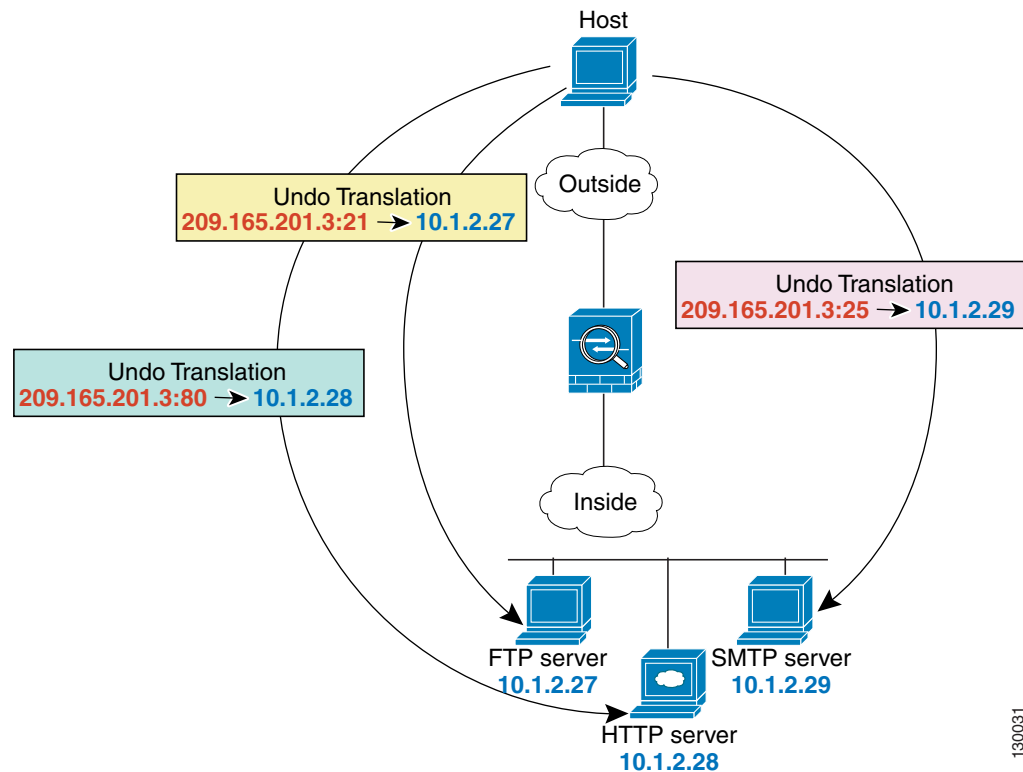 Host
Outside
Undo Translation
209.165.201.3:21 → 10.1.2.27
Undo Translation
209.165.201.3:25 → 10.1.2.29
Undo Translation
209.165.201.3:80 → 10.1.2.28
Inside
FTP server
10.1.2.27
SMTP server
10.1.2.29
HTTP server
10.1.2.28
130031